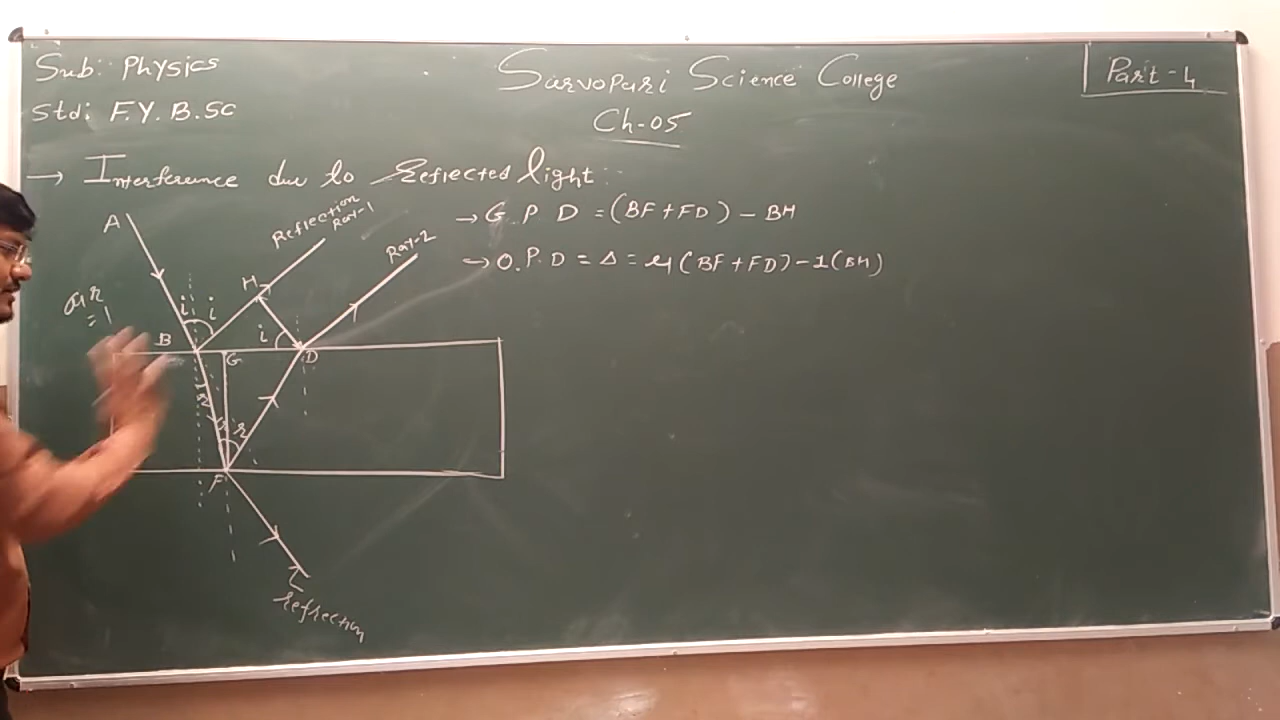 Sub: Physics
Std: F.Y. B.Sc
Sarvopari Science College
Ch-05
Part-4
→ Interference due to Reflected light:-
→ G.P.D = (BF+FD) - BH
→ O.P.D = Δ = μ(BF+FD) - 1(BH)
A
Reflection
Ray-1
Ray-2
H
air
= 1
i
i
i
B
G
D
r
r
r
F
refrection